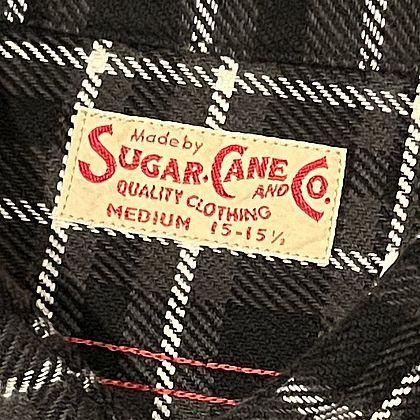 Made by
SUGAR.CANE AND CO.
QUALITY CLOTHING
MEDIUM 15-15½